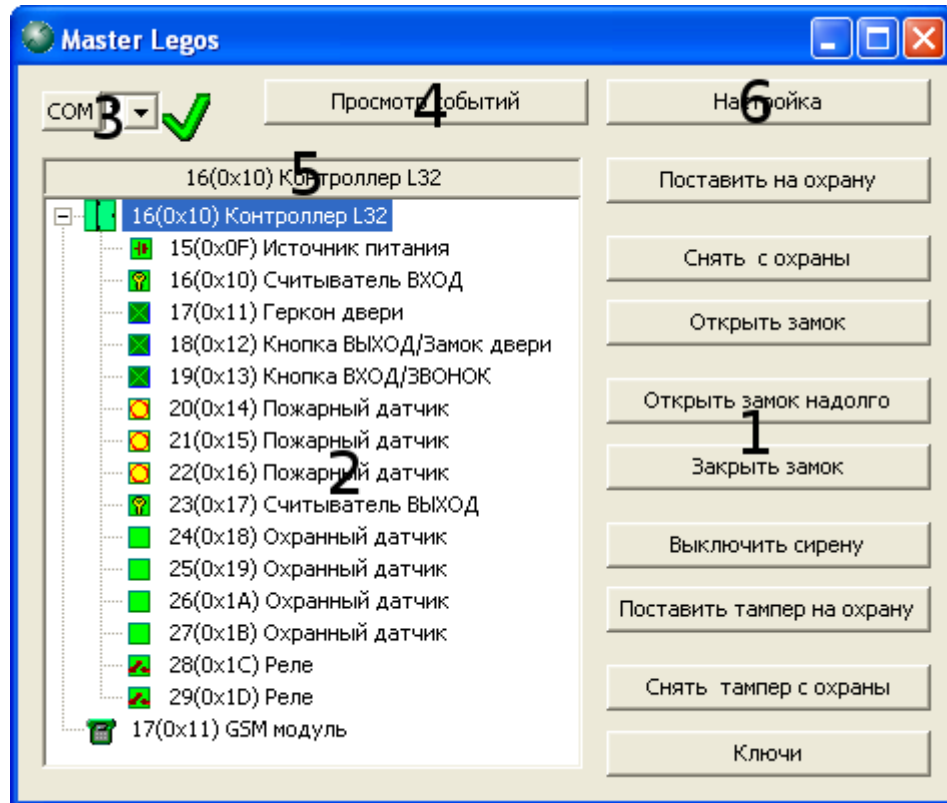 Master Legos
COM
3
Просмотр событий
4
Настройка
6
16(0x10) Контроллер L32
5
Поставить на охрану
16(0x10) Контроллер L32
15(0x0F) Источник питания
Снять с охраны
16(0x10) Считыватель ВХОД
17(0x11) Геркон двери
Открыть замок
18(0x12) Кнопка ВЫХОД/Замок двери
19(0x13) Кнопка ВХОД/ЗВОНОК
Открыть замок надолго
20(0x14) Пожарный датчик
1
21(0x15) Пожарный датчик
22(0x16) Пожарный датчик
2
Закрыть замок
23(0x17) Считыватель ВЫХОД
24(0x18) Охранный датчик
Выключить сирену
25(0x19) Охранный датчик
26(0x1A) Охранный датчик
Поставить тампер на охрану
27(0x1B) Охранный датчик
28(0x1C) Реле
Снять тампер с охраны
29(0x1D) Реле
17(0x11) GSM модуль
Ключи